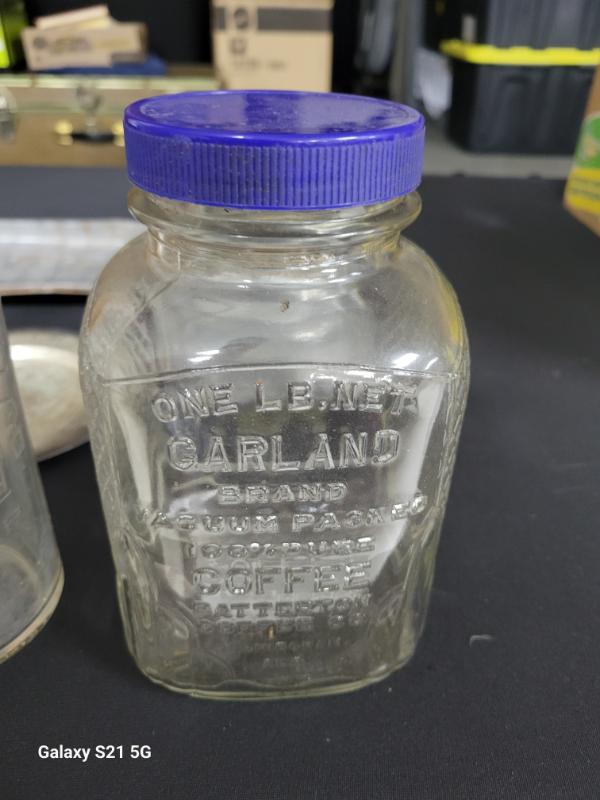 ONE LB. NET
GARLAND
BRAND
VACUUM PACKED
100% PURE
COFFEE
BATTERTON
COFFEE CO.
Galaxy S21 5G